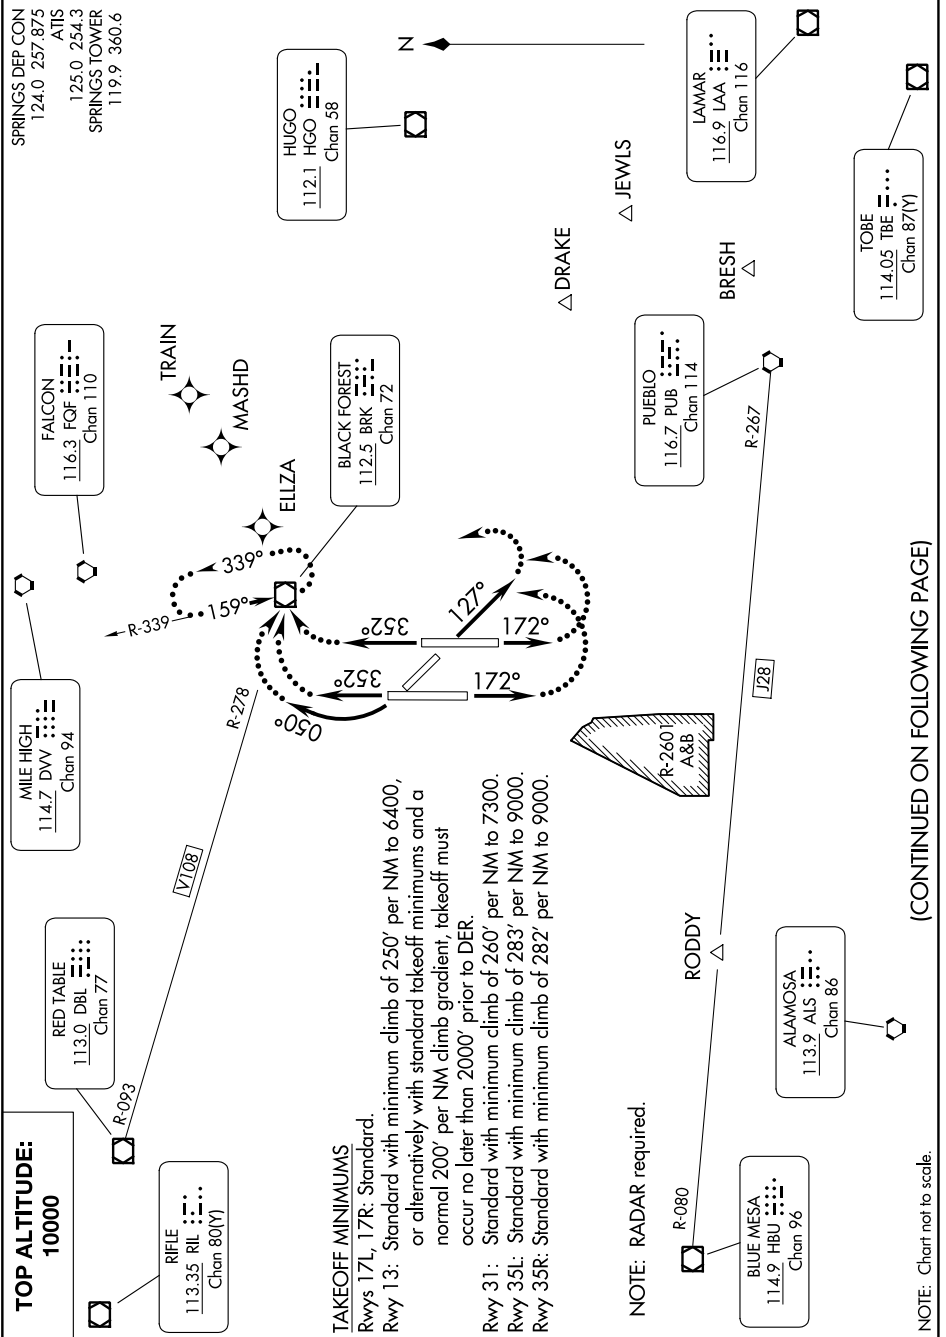 SPRINGS DEP CON
124.0 257.875
ATIS
125.0 254.3
SPRINGS TOWER
119.9 360.6
TOP ALTITUDE:
10000
RIFLE
113.35 RIL
Chan 80(Y)
RED TABLE
113.0 DBL
Chan 77
R-093
V108
R-278
MILE HIGH
114.7 DVV
Chan 94
FALCON
116.3 FQF
Chan 110
R-339
339°
159°
TRAIN
MASHD
ELLZA
BLACK FOREST
112.5 BRK
Chan 72
HUGO
112.1 HGO
Chan 58
N
352°
352°
050°
127°
172°
172°
DRAKE
JEWLS
BRESH
LAMAR
116.9 LAA
Chan 116
TOBE
114.05 TBE
Chan 87(Y)
PUEBLO
116.7 PUB
Chan 114
R-267
J28
R-2601
A&B
RODDY
R-080
BLUE MESA
114.9 HBU
Chan 96
ALAMOSA
113.9 ALS
Chan 86
TAKEOFF MINIMUMS
Rwys 17L, 17R: Standard.
Rwy 13: Standard with minimum climb of 250' per NM to 6400,
or alternatively with standard takeoff minimums and a
normal 200' per NM climb gradient, takeoff must
occur no later than 2000' prior to DER.
Rwy 31: Standard with minimum climb of 260' per NM to 7300.
Rwy 35L: Standard with minimum climb of 283' per NM to 9000.
Rwy 35R: Standard with minimum climb of 282' per NM to 9000.
NOTE: RADAR required.
(CONTINUED ON FOLLOWING PAGE)
NOTE: Chart not to scale.